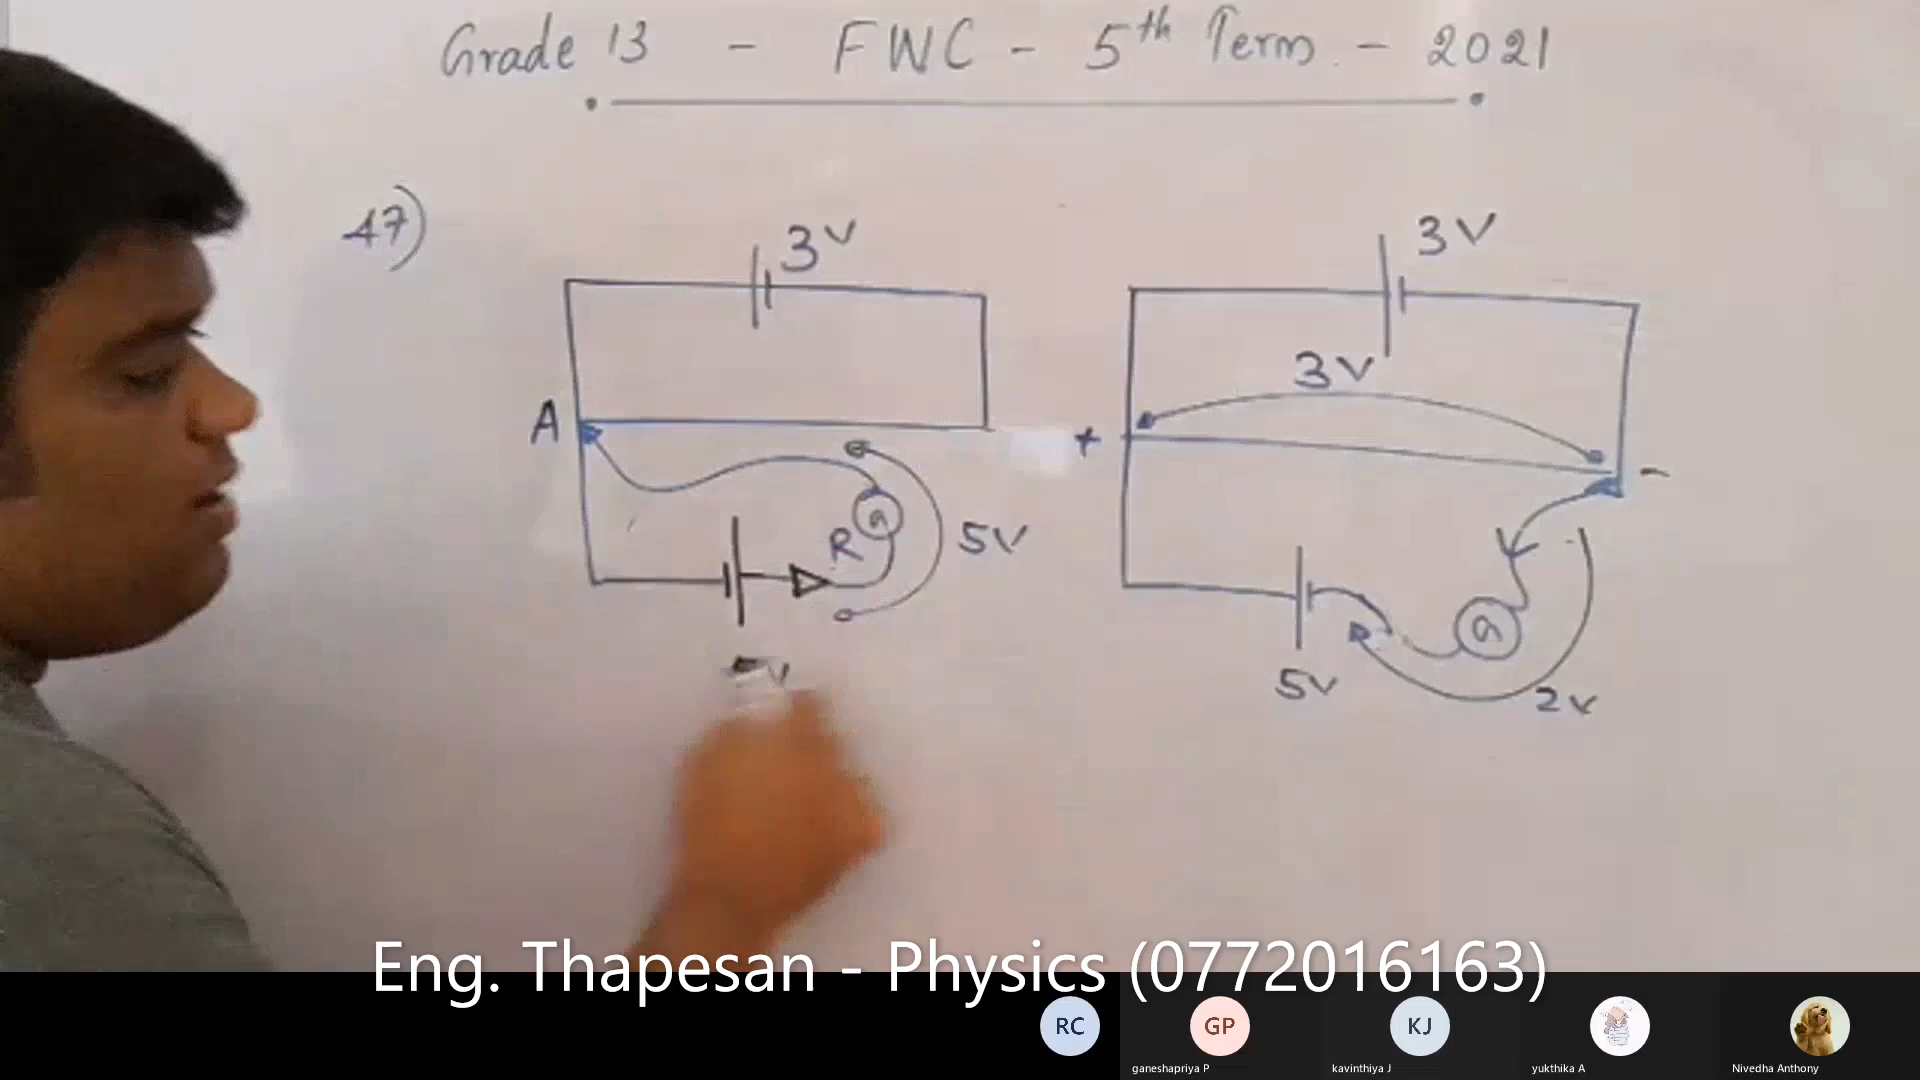 Grade 13 - FWC - 5th Term - 2021
47)
3V
3V
3V
A
+
-
R
G
5V
G
5V
5V
2V
Eng. Thapesan - Physics (0772016163)
RC
GP
KJ
ganeshapriya P
kavinthiya J
yukthika A
Nivedha Anthony